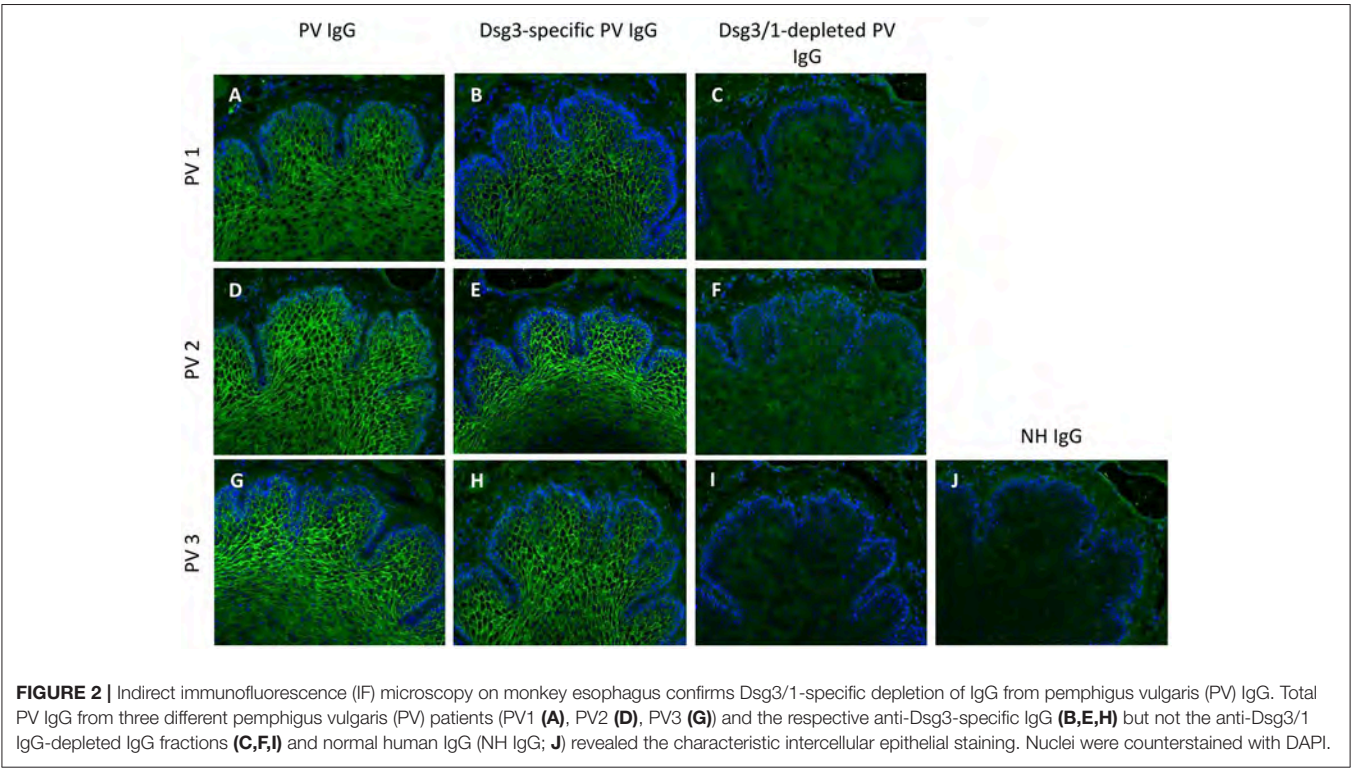 PV IgG
Dsg3-specific PV IgG
Dsg3/1-depleted PV
IgG
PV 1
A
B
C
PV 2
D
E
F
NH IgG
PV 3
G
H
I
J
FIGURE 2 | Indirect immunofluorescence (IF) microscopy on monkey esophagus confirms Dsg3/1-specific depletion of IgG from pemphigus vulgaris (PV) IgG. Total
PV IgG from three different pemphigus vulgaris (PV) patients (PV1 (A), PV2 (D), PV3 (G)) and the respective anti-Dsg3-specific IgG (B,E,H) but not the anti-Dsg3/1
IgG-depleted IgG fractions (C,F,I) and normal human IgG (NH IgG; J) revealed the characteristic intercellular epithelial staining. Nuclei were counterstained with DAPI.